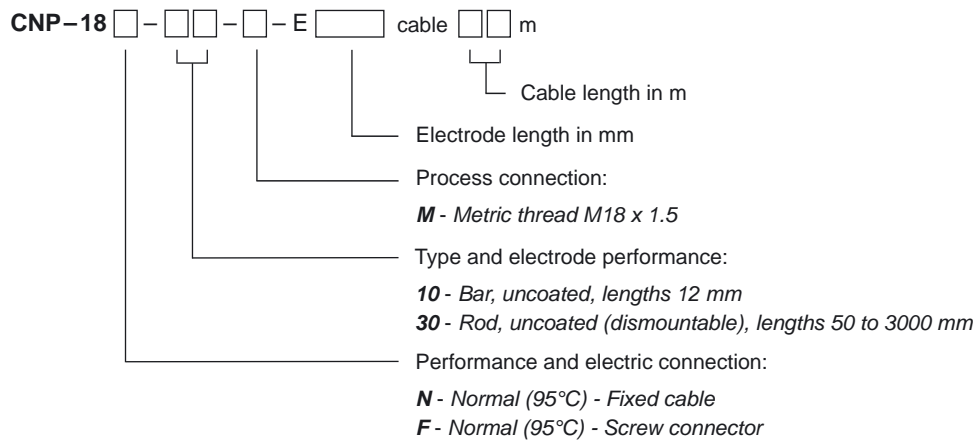 CNP–18 – – – E cable m
Cable length in m
Electrode length in mm
Process connection:
M - Metric thread M18 x 1.5
Type and electrode performance:
10 - Bar, uncoated, lengths 12 mm
30 - Rod, uncoated (dismountable), lengths 50 to 3000 mm
Performance and electric connection:
N - Normal (95°C) - Fixed cable
F - Normal (95°C) - Screw connector